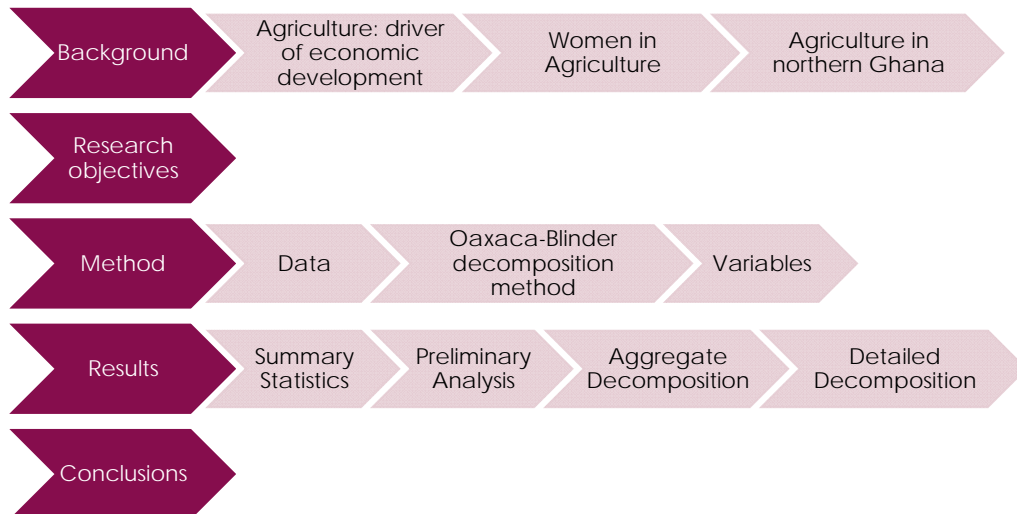 Background
Agriculture: driver
of economic
development
Women in
Agriculture
Agriculture in
northern Ghana
Research
objectives
Method
Data
Oaxaca-Blinder
decomposition
method
Variables
Results
Summary
Statistics
Preliminary
Analysis
Aggregate
Decomposition
Detailed
Decomposition
Conclusions